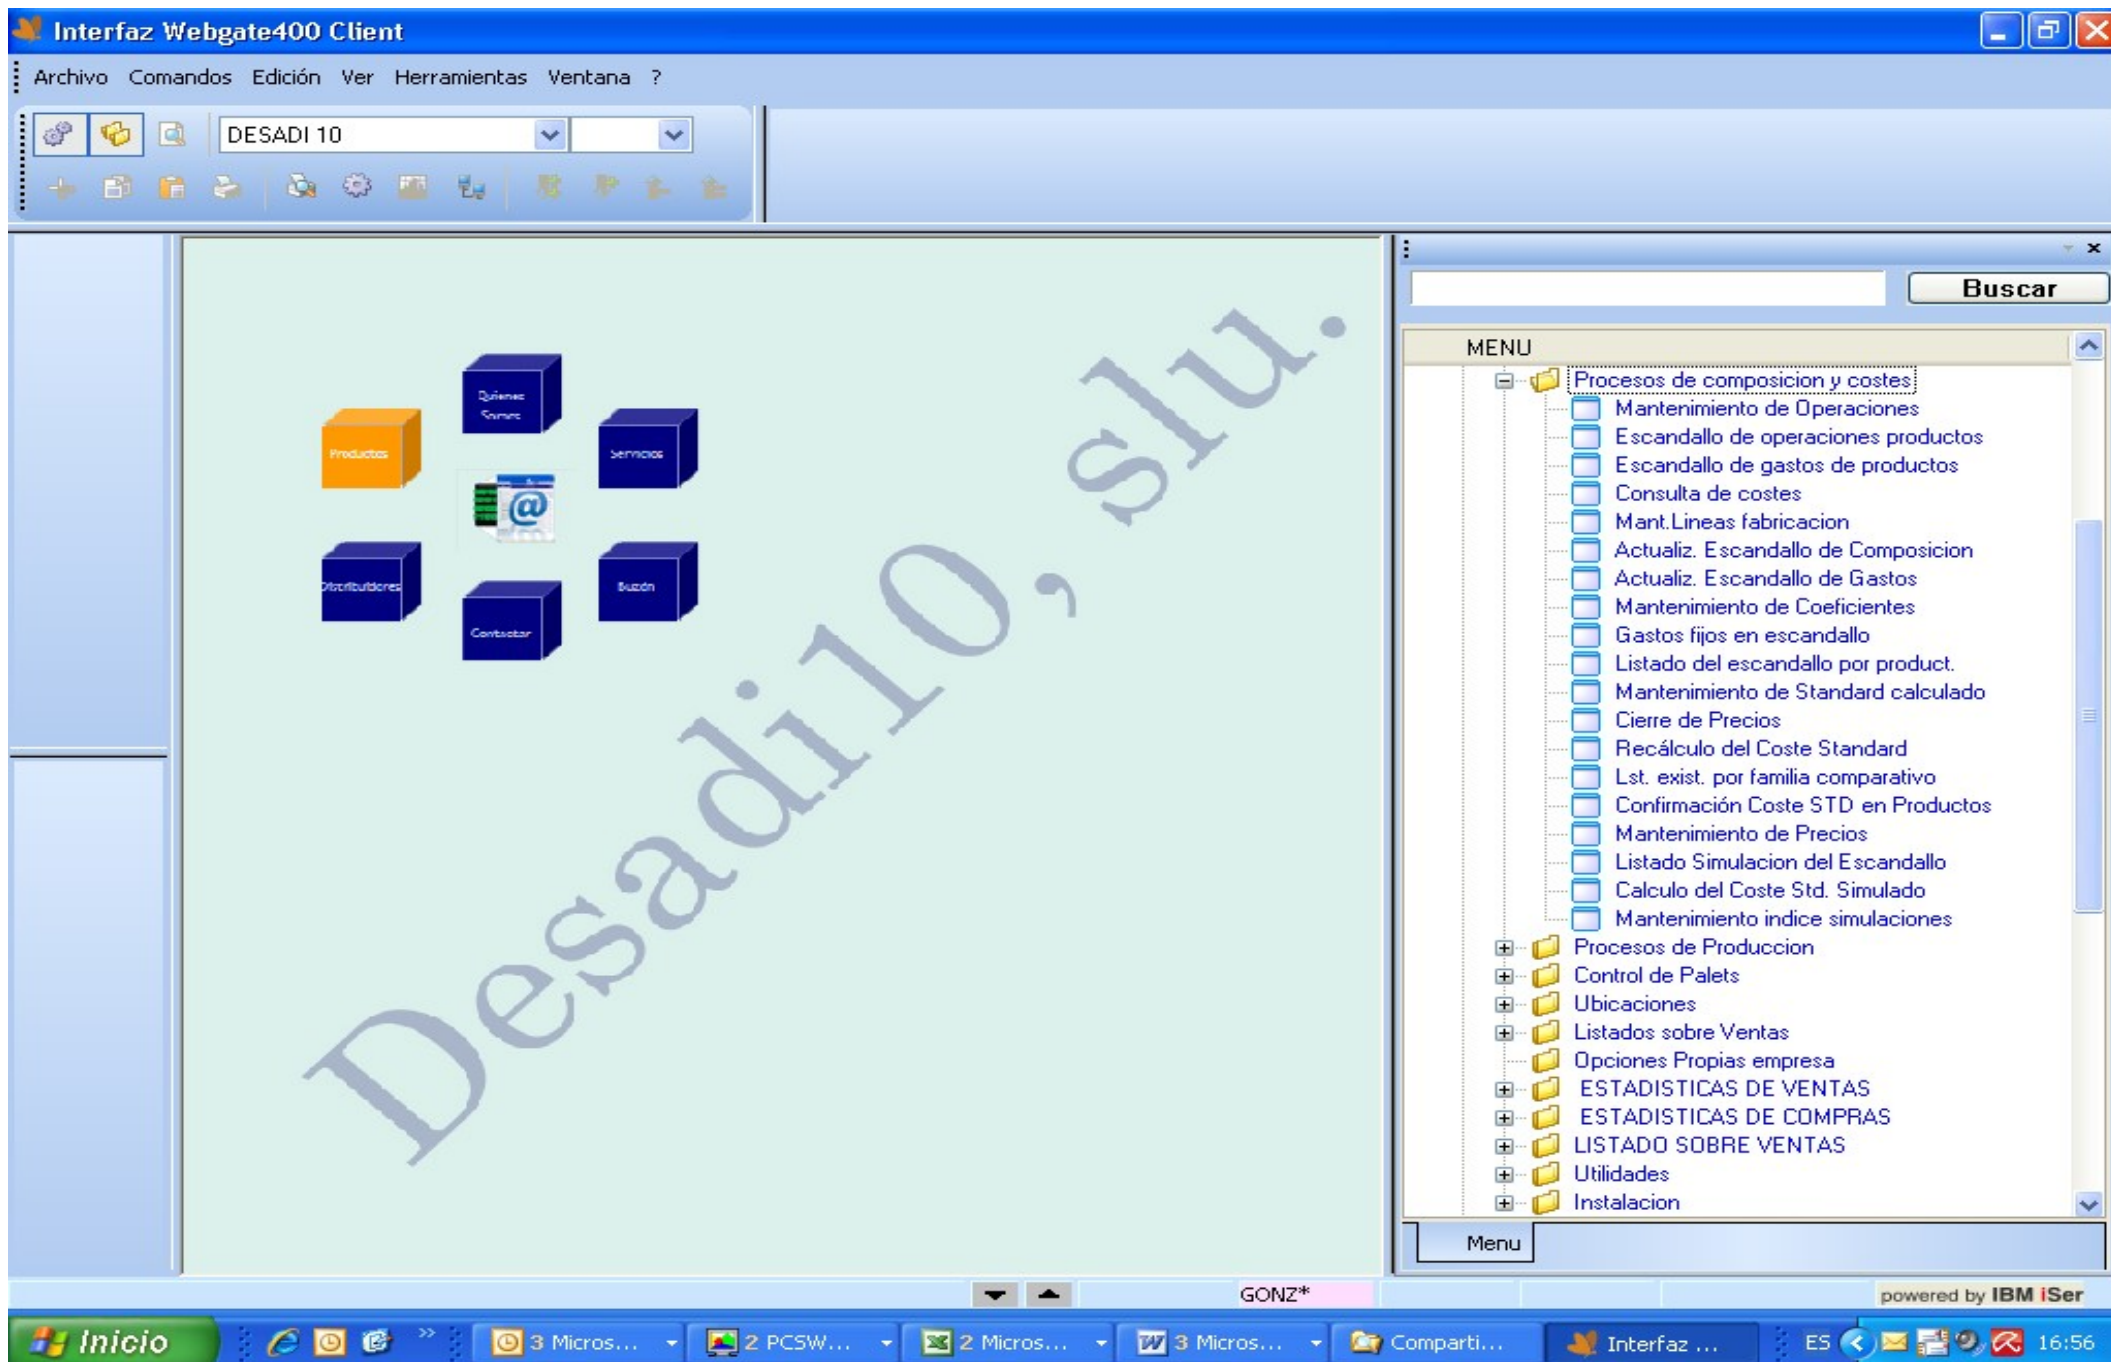 Interfaz Webgate400 Client
Archivo Comandos Edición Ver Herramientas Ventana ?
DESADI 10
Quienes
Somos
Productos
Servicios
@
Distribuidores
Buzón
Contactar
Desadi10, slu.
Buscar
MENU
Procesos de composicion y costes
Mantenimiento de Operaciones
Escandallo de operaciones productos
Escandallo de gastos de productos
Consulta de costes
Mant.Lineas fabricacion
Actualiz. Escandallo de Composicion
Actualiz. Escandallo de Gastos
Mantenimiento de Coeficientes
Gastos fijos en escandallo
Listado del escandallo por product.
Mantenimiento de Standard calculado
Cierre de Precios
Recálculo del Coste Standard
Lst. exist. por familia comparativo
Confirmación Coste STD en Productos
Mantenimiento de Precios
Listado Simulacion del Escandallo
Calculo del Coste Std. Simulado
Mantenimiento indice simulaciones
Procesos de Produccion
Control de Palets
Ubicaciones
Listados sobre Ventas
Opciones Propias empresa
ESTADISTICAS DE VENTAS
ESTADISTICAS DE COMPRAS
LISTADO SOBRE VENTAS
Utilidades
Instalacion
Menu
GONZ*
powered by IBM iSer
Inicio
3 Micros...
2 PCSW...
2 Micros...
3 Micros...
Comparti...
Interfaz ...
ES
16:56